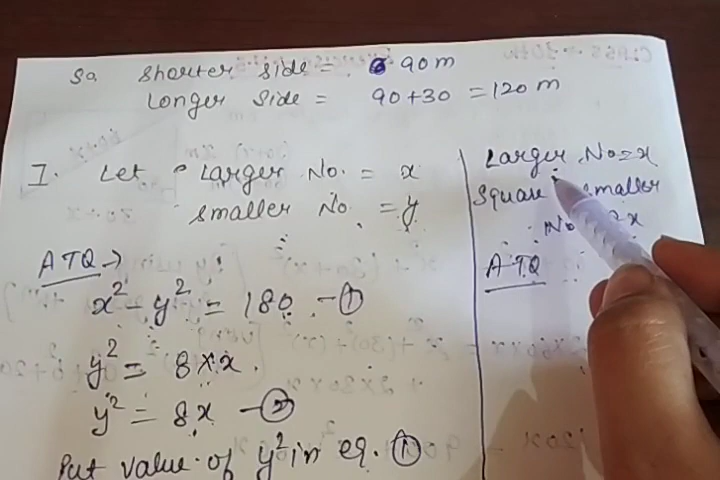 So, Shorter side = 90m
Longer Side = 90+30 = 120 m
I. Let Larger No. = x
smaller No. = y
ATQ →
x² - y² = 180 - ①
y² = 8 x x.
y² = 8x - ②
Put value of y² in eq. ①
Larger No = x
Square smaller
No x
ATQ